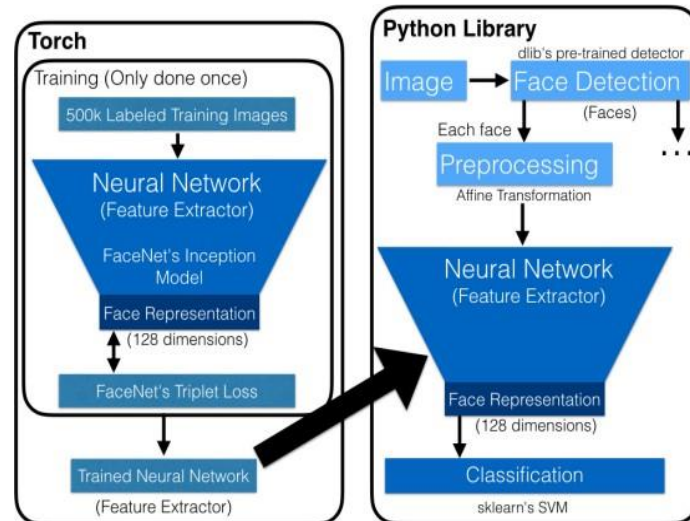 Torch
Training (Only done once)
500k Labeled Training Images
Neural Network
(Feature Extractor)
FaceNet's Inception
Model
Face Representation
(128 dimensions)
FaceNet's Triplet Loss
Trained Neural Network
(Feature Extractor)
Python Library
dlib's pre-trained detector
Image
Face Detection
(Faces)
Each face
...
Preprocessing
Affine Transformation
Neural Network
(Feature Extractor)
Face Representation
(128 dimensions)
Classification
sklearn's SVM